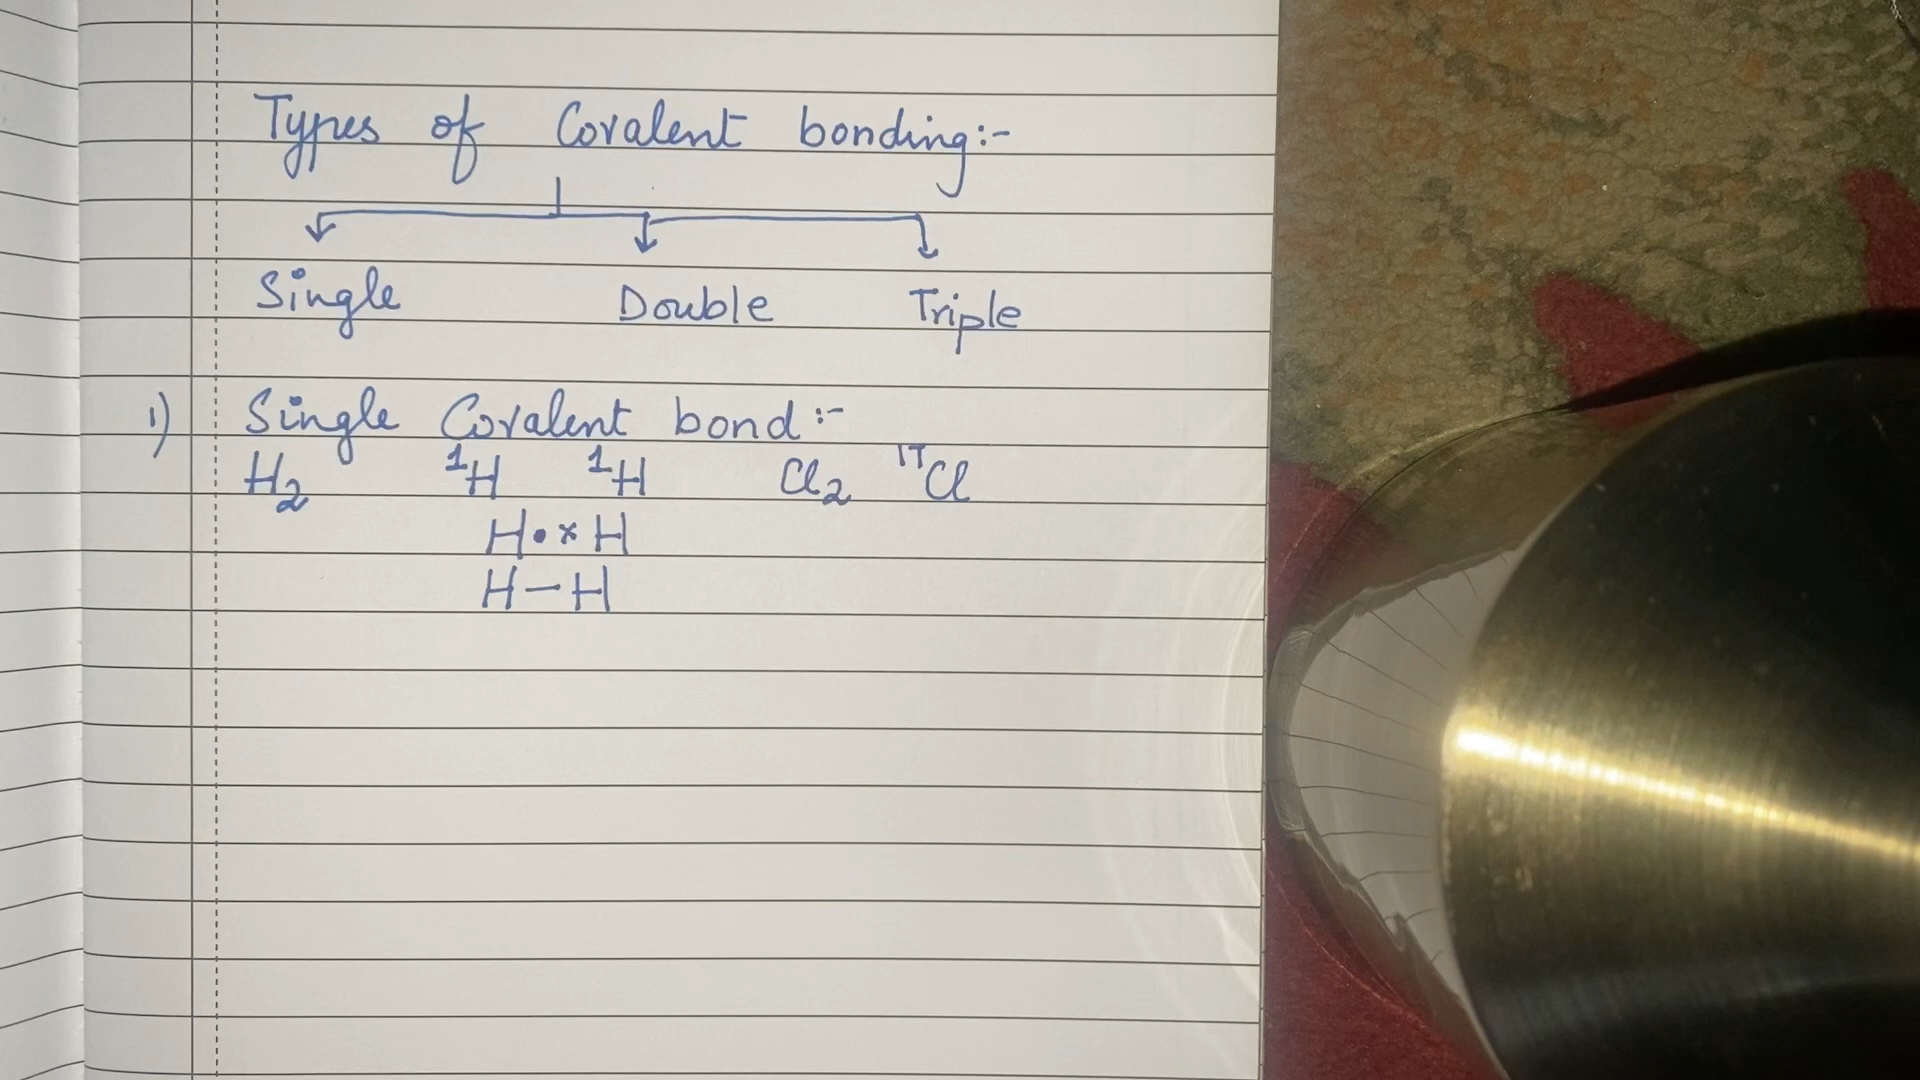 Types of Covalent bonding:-
Single Double Triple
1) Single Covalent bond:-
H₂ ¹H ¹H Cl₂ ¹⁷Cl
H•×H
H–H